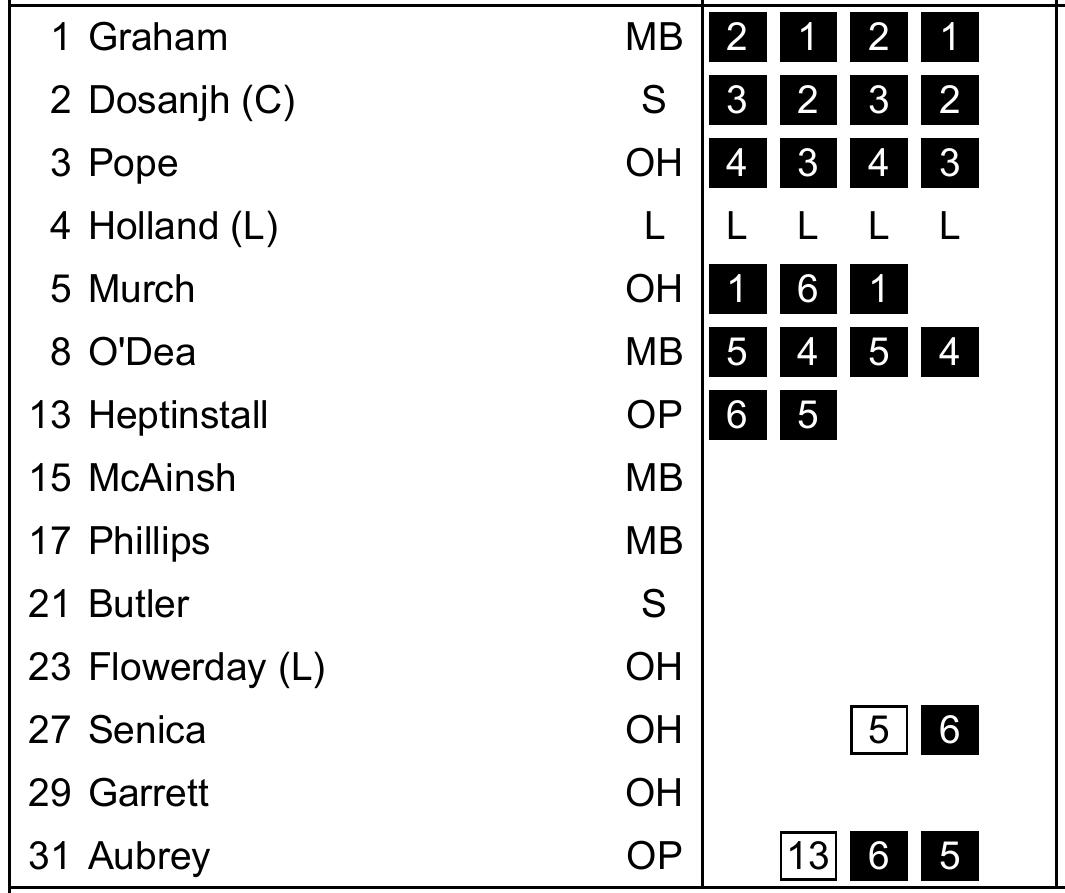 1 Graham MB 2 1 2 1
2 Dosanjh (C) S 3 2 3 2
3 Pope OH 4 3 4 3
4 Holland (L) L L L L L
5 Murch OH 1 6 1
8 O'Dea MB 5 4 5 4
13 Heptinstall OP 6 5
15 McAinsh MB
17 Phillips MB
21 Butler S
23 Flowerday (L) OH
27 Senica OH 5 6
29 Garrett OH
31 Aubrey OP 13 6 5